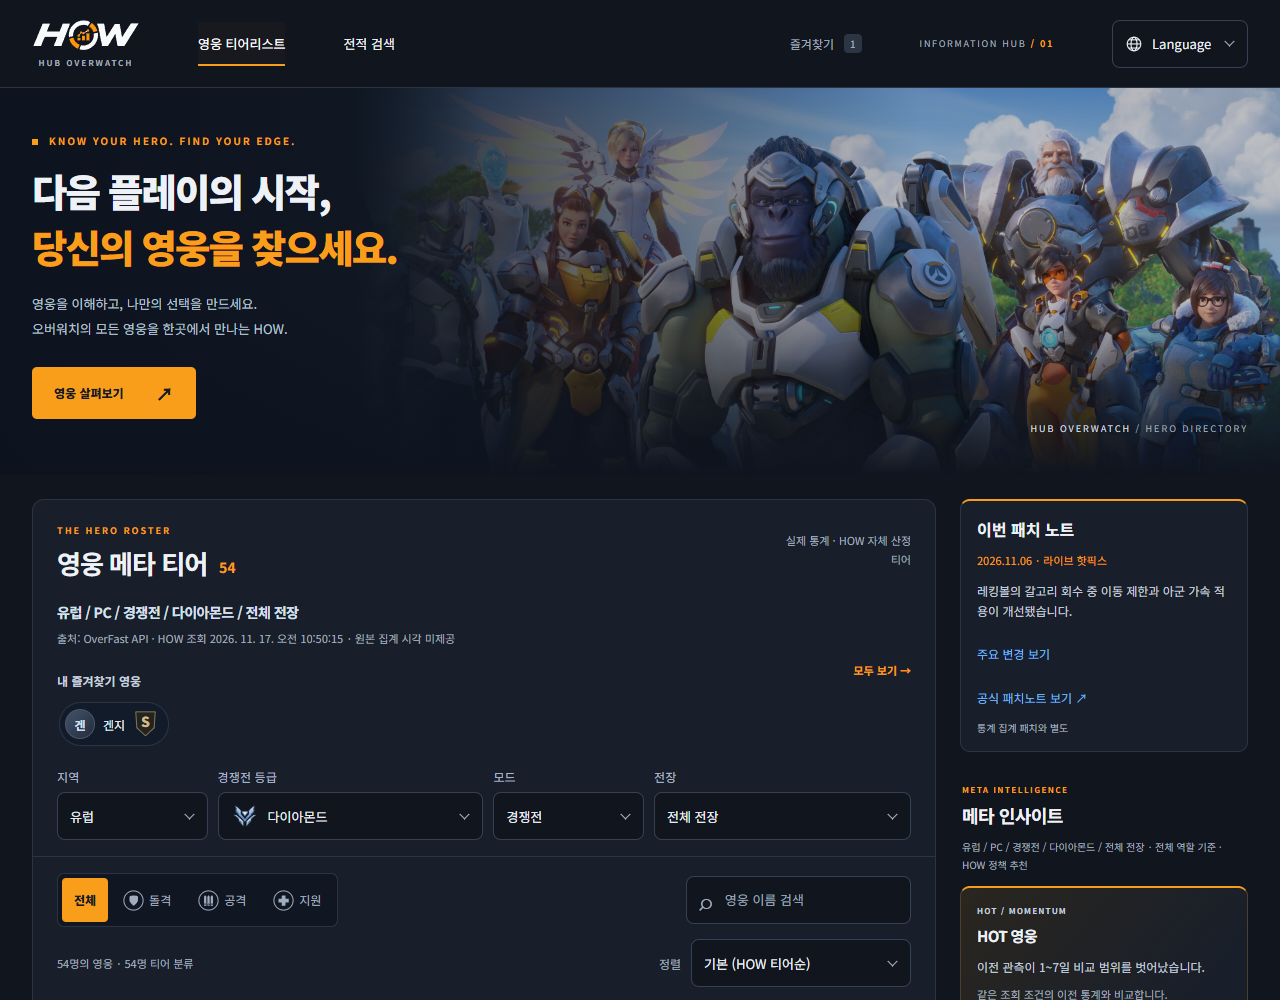 HOW
HUB OVERWATCH
영웅 티어리스트
전적 검색
즐겨찾기 1
INFORMATION HUB / 01
Language
KNOW YOUR HERO. FIND YOUR EDGE.
다음 플레이의 시작,
당신의 영웅을 찾으세요.
영웅을 이해하고, 나만의 선택을 만드세요.
오버워치의 모든 영웅을 한곳에서 만나는 HOW.
영웅 살펴보기 ↗
HUB OVERWATCH / HERO DIRECTORY
THE HERO ROSTER
영웅 메타 티어 54
실제 통계 · HOW 자체 산정
티어
유럽 / PC / 경쟁전 / 다이아몬드 / 전체 전장
출처: OverFast API · HOW 조회 2026. 11. 17. 오전 10:50:15 · 원본 집계 시각 미제공
내 즐겨찾기 영웅
모두 보기 →
겐 겐지 S
지역
경쟁전 등급
모드
전장
유럽
다이아몬드
경쟁전
전체 전장
전체
돌격
공격
지원
영웅 이름 검색
54명의 영웅 · 54명 티어 분류
정렬
기본 (HOW 티어순)
이번 패치 노트
2026.11.06 · 라이브 핫픽스
레킹볼의 갈고리 회수 중 이동 제한과 아군 가속 적
용이 개선됐습니다.
주요 변경 보기
공식 패치노트 보기 ↗
통계 집계 패치와 별도
META INTELLIGENCE
메타 인사이트
유럽 / PC / 경쟁전 / 다이아몬드 / 전체 전장 · 전체 역할 기준 ·
HOW 정책 추천
HOT / MOMENTUM
HOT 영웅
이전 관측이 1~7일 비교 범위를 벗어났습니다.
같은 조회 조건의 이전 통계와 비교합니다.